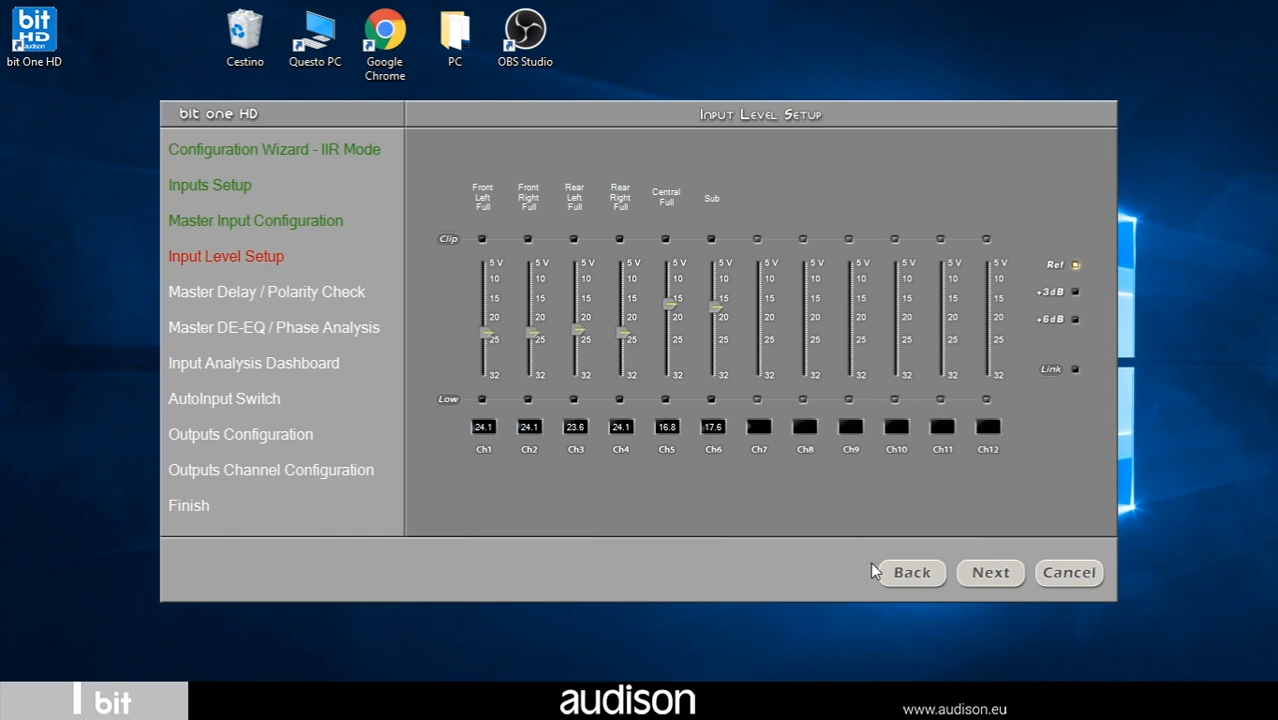 bit
HD
audison
bit One HD
Cestino
Questo PC
Google
Chrome
PC
OBS Studio
bit one HD
Input Level Setup
Configuration Wizard - IIR Mode
Inputs Setup
Master Input Configuration
Input Level Setup
Master Delay / Polarity Check
Master DE-EQ / Phase Analysis
Input Analysis Dashboard
AutoInput Switch
Outputs Configuration
Outputs Channel Configuration
Finish
Front Left Full
Front Right Full
Rear Left Full
Rear Right Full
Central Full
Sub
Clip
5 V 5 V 5 V 5 V 5 V 5 V 5 V 5 V 5 V 5 V 5 V 5 V
10 10 10 10 10 10 10 10 10 10 10 10
15 15 15 15 15 15 15 15 15 15 15 15
20 20 20 20 20 20 20 20 20 20 20 20
25 25 25 25 25 25 25 25 25 25 25 25
32 32 32 32 32 32 32 32 32 32 32 32
Ref
+3dB
+6dB
Link
Low
24.1 24.1 23.6 24.1 16.8 17.6
Ch1 Ch2 Ch3 Ch4 Ch5 Ch6 Ch7 Ch8 Ch9 Ch10 Ch11 Ch12
Back Next Cancel
bit
audison
www.audison.eu